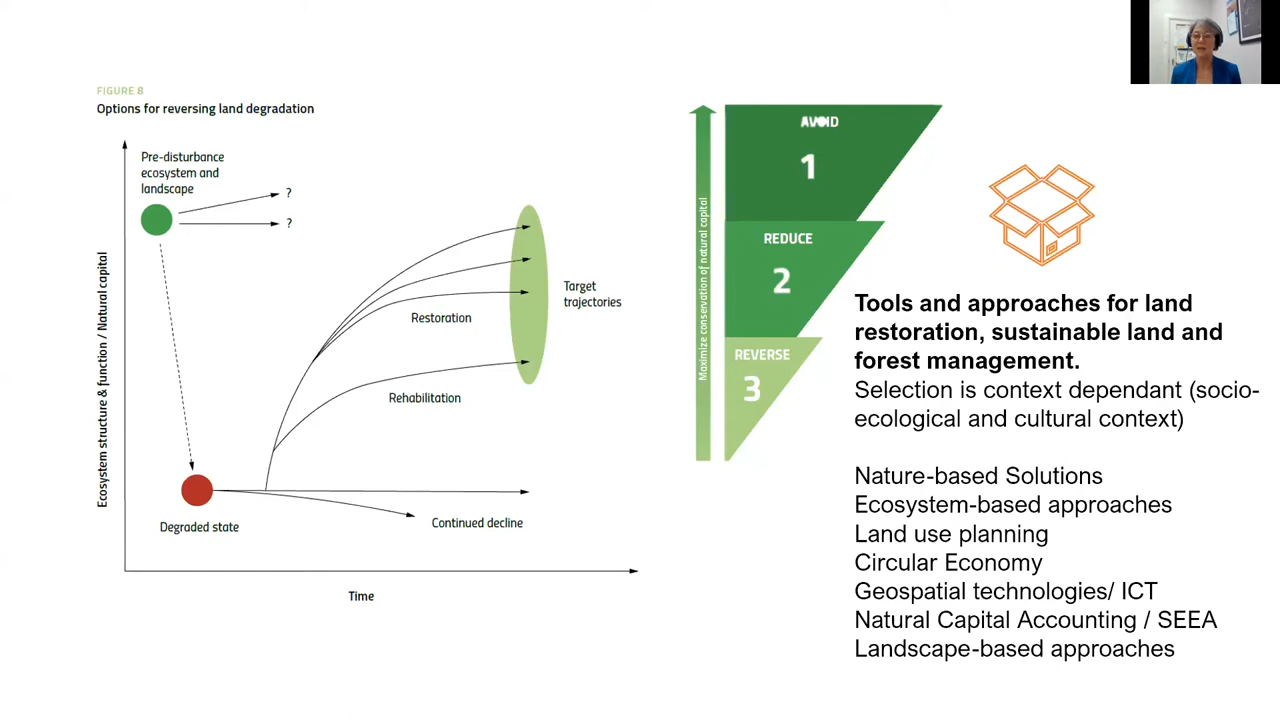 FIGURE 8
Options for reversing land degradation
Pre-disturbance
ecosystem and
landscape
?
?
Ecosystem structure & function / Natural capital
Target
trajectories
Restoration
Rehabilitation
Degraded state
Continued decline
Time
Maximize conservation of natural capital
AVOID
1
REDUCE
2
REVERSE
3
Tools and approaches for land
restoration, sustainable land and
forest management.
Selection is context dependant (socio-
ecological and cultural context)
Nature-based Solutions
Ecosystem-based approaches
Land use planning
Circular Economy
Geospatial technologies/ ICT
Natural Capital Accounting / SEEA
Landscape-based approaches